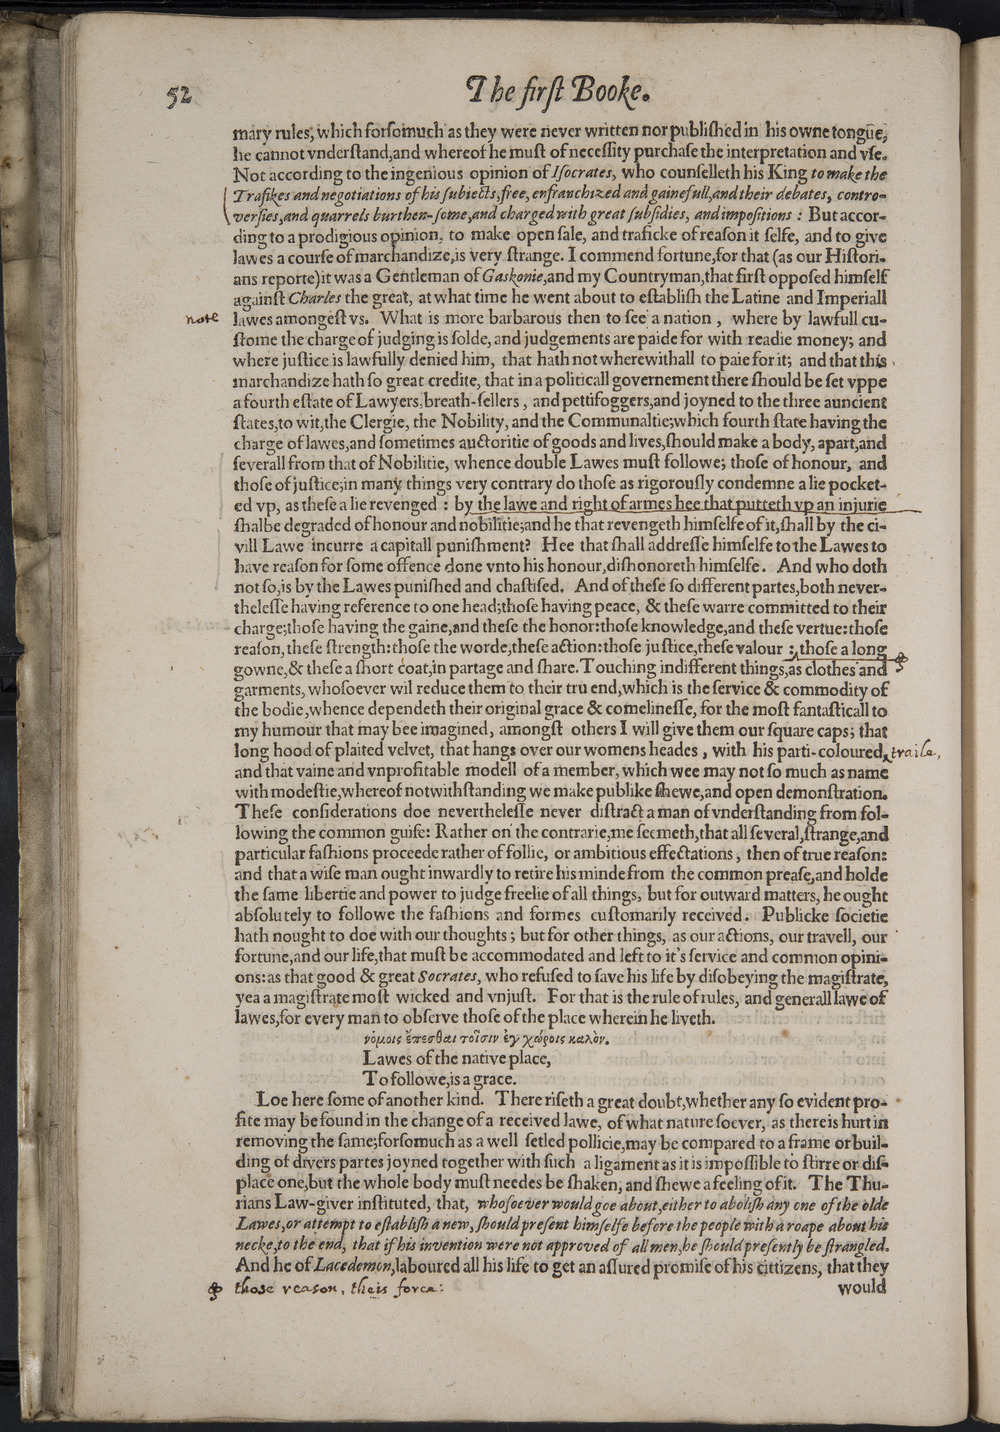 52 The firſt Booke.
mary rules, which forſomuch as they were never written nor publiſhed in his owne tongūe,
he cannot vnderſtand,and whereof he muſt of neceſſity purchaſe the interpretation and vſe.
Not according to the ingenious opinion of Iſocrates, who counſelleth his King to make the
Trafikes and negotiations of his ſubiects,free, enfranchized and gainefull,and their debates, contro-
verſies,and quarrels burthen-ſome,and charged with great ſubſidies, and impoſitions : But accor-
ding to a prodigious opinion, to make open ſale, and traficke of reaſon it ſelfe, and to give
lawes a courſe of marchandize,is very ſtrange. I commend fortune,for that (as our Hiſtori-
ans reporte)it was a Gentleman of Gaskonie,and my Countryman,that firſt oppoſed himſelf
againſt Charles the great, at what time he went about to eſtabliſh the Latine and Imperiall
note lawes amongeſt vs. What is more barbarous then to ſee a nation , where by lawfull cu-
ſtome the charge of judging is ſolde, and judgements are paide for with readie money; and
where juſtice is lawfully denied him, that hath not wherewithall to paie for it; and that this
marchandize hath ſo great credite, that in a politicall governement there ſhould be ſet vppe
a fourth eſtate of Lawyers,breath-ſellers , and pettifoggers,and joyned to the three auncient
ſtates,to wit,the Clergie, the Nobility, and the Communaltie;which fourth ſtate having the
charge of lawes,and ſometimes auctoritie of goods and lives,ſhould make a body, apart,and
ſeverall from that of Nobilitie, whence double Lawes muſt followe; thoſe of honour, and
thoſe of juſtice;in many things very contrary do thoſe as rigorouſly condemne a lie pocket-
ed vp, as theſe a lie revenged : by the lawe and right of armes hee that putteth vp an injurie
ſhalbe degraded of honour and nobilitie;and he that revengeth himſelfe of it,ſhall by the ci-
vill Lawe incurre a capitall puniſhment? Hee that ſhall addreſſe himſelfe to the Lawes to
have reaſon for ſome offence done vnto his honour,diſhonoreth himſelfe. And who doth
not ſo,is by the Lawes puniſhed and chaſtiſed. And of theſe ſo different partes,both never-
theleſſe having reference to one head;thoſe having peace, & theſe warre committed to their
charge;thoſe having the gaine,and theſe the honor:thoſe knowledge,and theſe vertue:thoſe
reaſon, theſe ſtrength:thoſe the worde,theſe action:thoſe juſtice,theſe valour : thoſe a long
gowne,& theſe a ſhort coat,in partage and ſhare.Touching indifferent things,as clothes and
garments, whoſoever wil reduce them to their tru end,which is the ſervice & commodity of
the bodie,whence dependeth their original grace & comelineſſe, for the moſt fantaſticall to
my humour that may bee imagined, amongſt others I will give them our ſquare caps; that
long hood of plaited velvet, that hangs over our womens heades , with his parti-coloured traile,
and that vaine and vnprofitable modell of a member, which wee may not ſo much as name
with modeſtie,whereof notwithſtanding we make publike ſhewe,and open demonſtration.
Theſe conſiderations doe nevertheleſſe never diſtract a man of vnderſtanding from fol-
lowing the common guiſe: Rather on the contrarie,me ſeemeth,that all ſeveral,ſtrange,and
particular faſhions proceede rather of follie, or ambitious effectations , then of true reaſon:
and that a wiſe man ought inwardly to retire his minde from the common preaſe,and holde
the ſame libertie and power to judge freelie of all things, but for outward matters, he ought
abſolutely to followe the faſhions and formes cuſtomarily received. Publicke ſocietie
hath nought to doe with our thoughts ; but for other things, as our actions, our travell, our
fortune,and our life,that muſt be accommodated and left to it's ſervice and common opini-
ons:as that good & great Socrates, who refuſed to ſave his life by diſobeying the magiſtrate,
yea a magiſtrate moſt wicked and vnjuſt. For that is the rule of rules, and generall lawe of
lawes,for every man to obſerve thoſe of the place wherein he liveth.
νόμοις ἕπεσθαι τοῖσιν ἐγ χώροις καλὸν.
Lawes of the native place,
To followe,is a grace.
Loe here ſome of another kind. There riſeth a great doubt,whether any ſo evident pro-
fite may be found in the change of a received lawe, of what nature ſoever, as there is hurt in
removing the ſame;forſomuch as a well ſetled pollicie,may be compared to a frame or buil-
ding of divers partes joyned together with ſuch a ligament as it is impoſſible to ſtirre or diſ-
place one,but the whole body muſt needes be ſhaken, and ſhewe a feeling of it. The Thu-
rians Law-giver inſtituted, that, whoſoever would goe about,either to aboliſh any one of the olde
Lawes,or attempt to eſtabliſh a new, ſhould preſent himſelfe before the people with a roape about his
necke,to the end, that if his invention were not approved of all men,he ſhould preſently be ſtrangled.
And he of Lacedemon,laboured all his life to get an aſſured promiſe of his cittizens, that they
would
those reason, theis force: